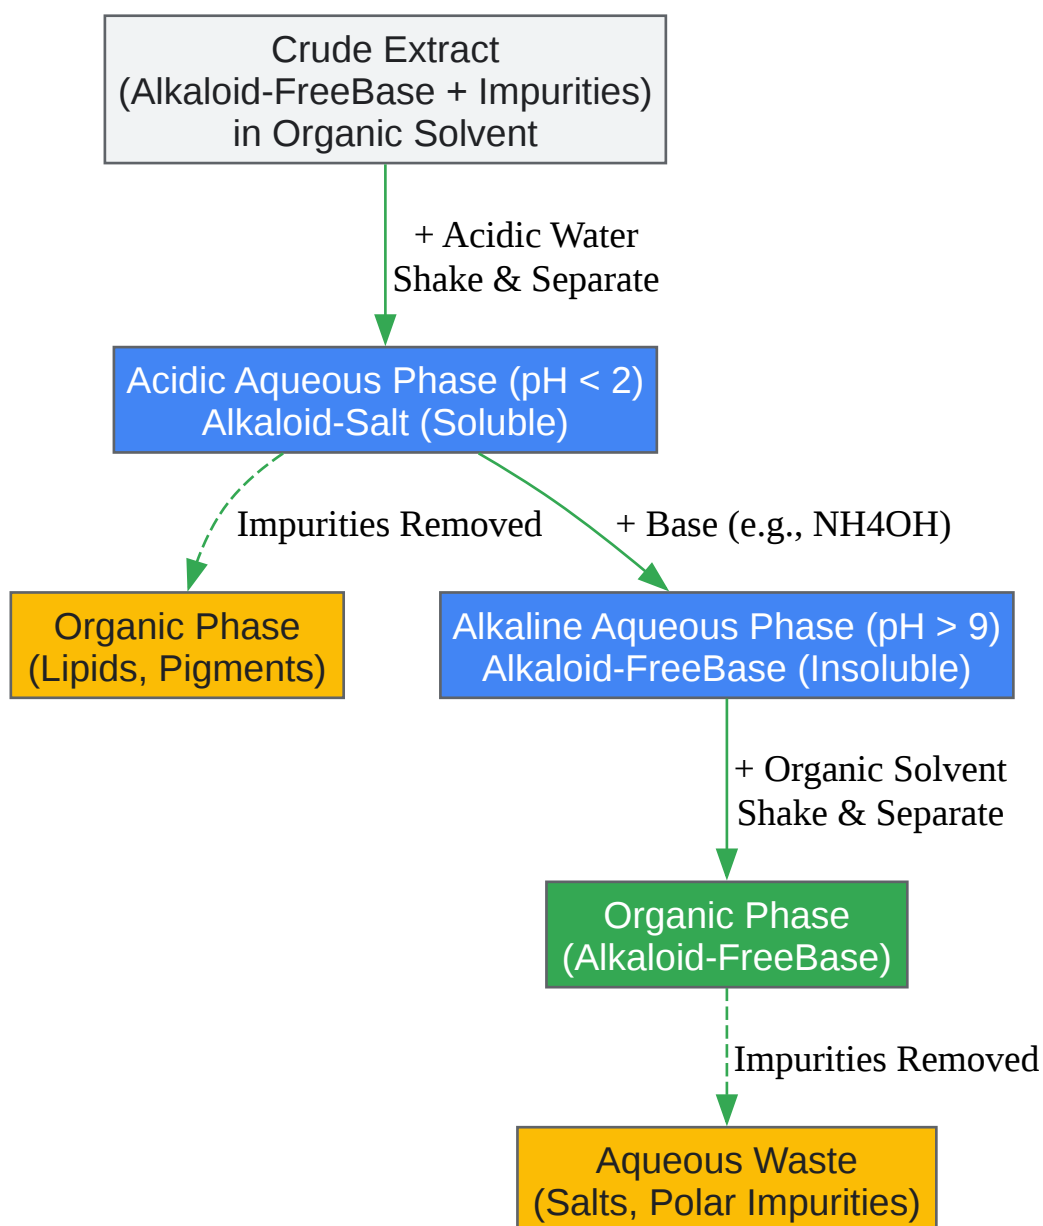 Crude Extract
(Alkaloid-FreeBase + Impurities)
in Organic Solvent
+ Acidic Water
Shake & Separate
Acidic Aqueous Phase (pH < 2)
Alkaloid-Salt (Soluble)
Impurities Removed
+ Base (e.g., NH4OH)
Organic Phase
(Lipids, Pigments)
Alkaline Aqueous Phase (pH > 9)
Alkaloid-FreeBase (Insoluble)
+ Organic Solvent
Shake & Separate
Organic Phase
(Alkaloid-FreeBase)
Impurities Removed
Aqueous Waste
(Salts, Polar Impurities)